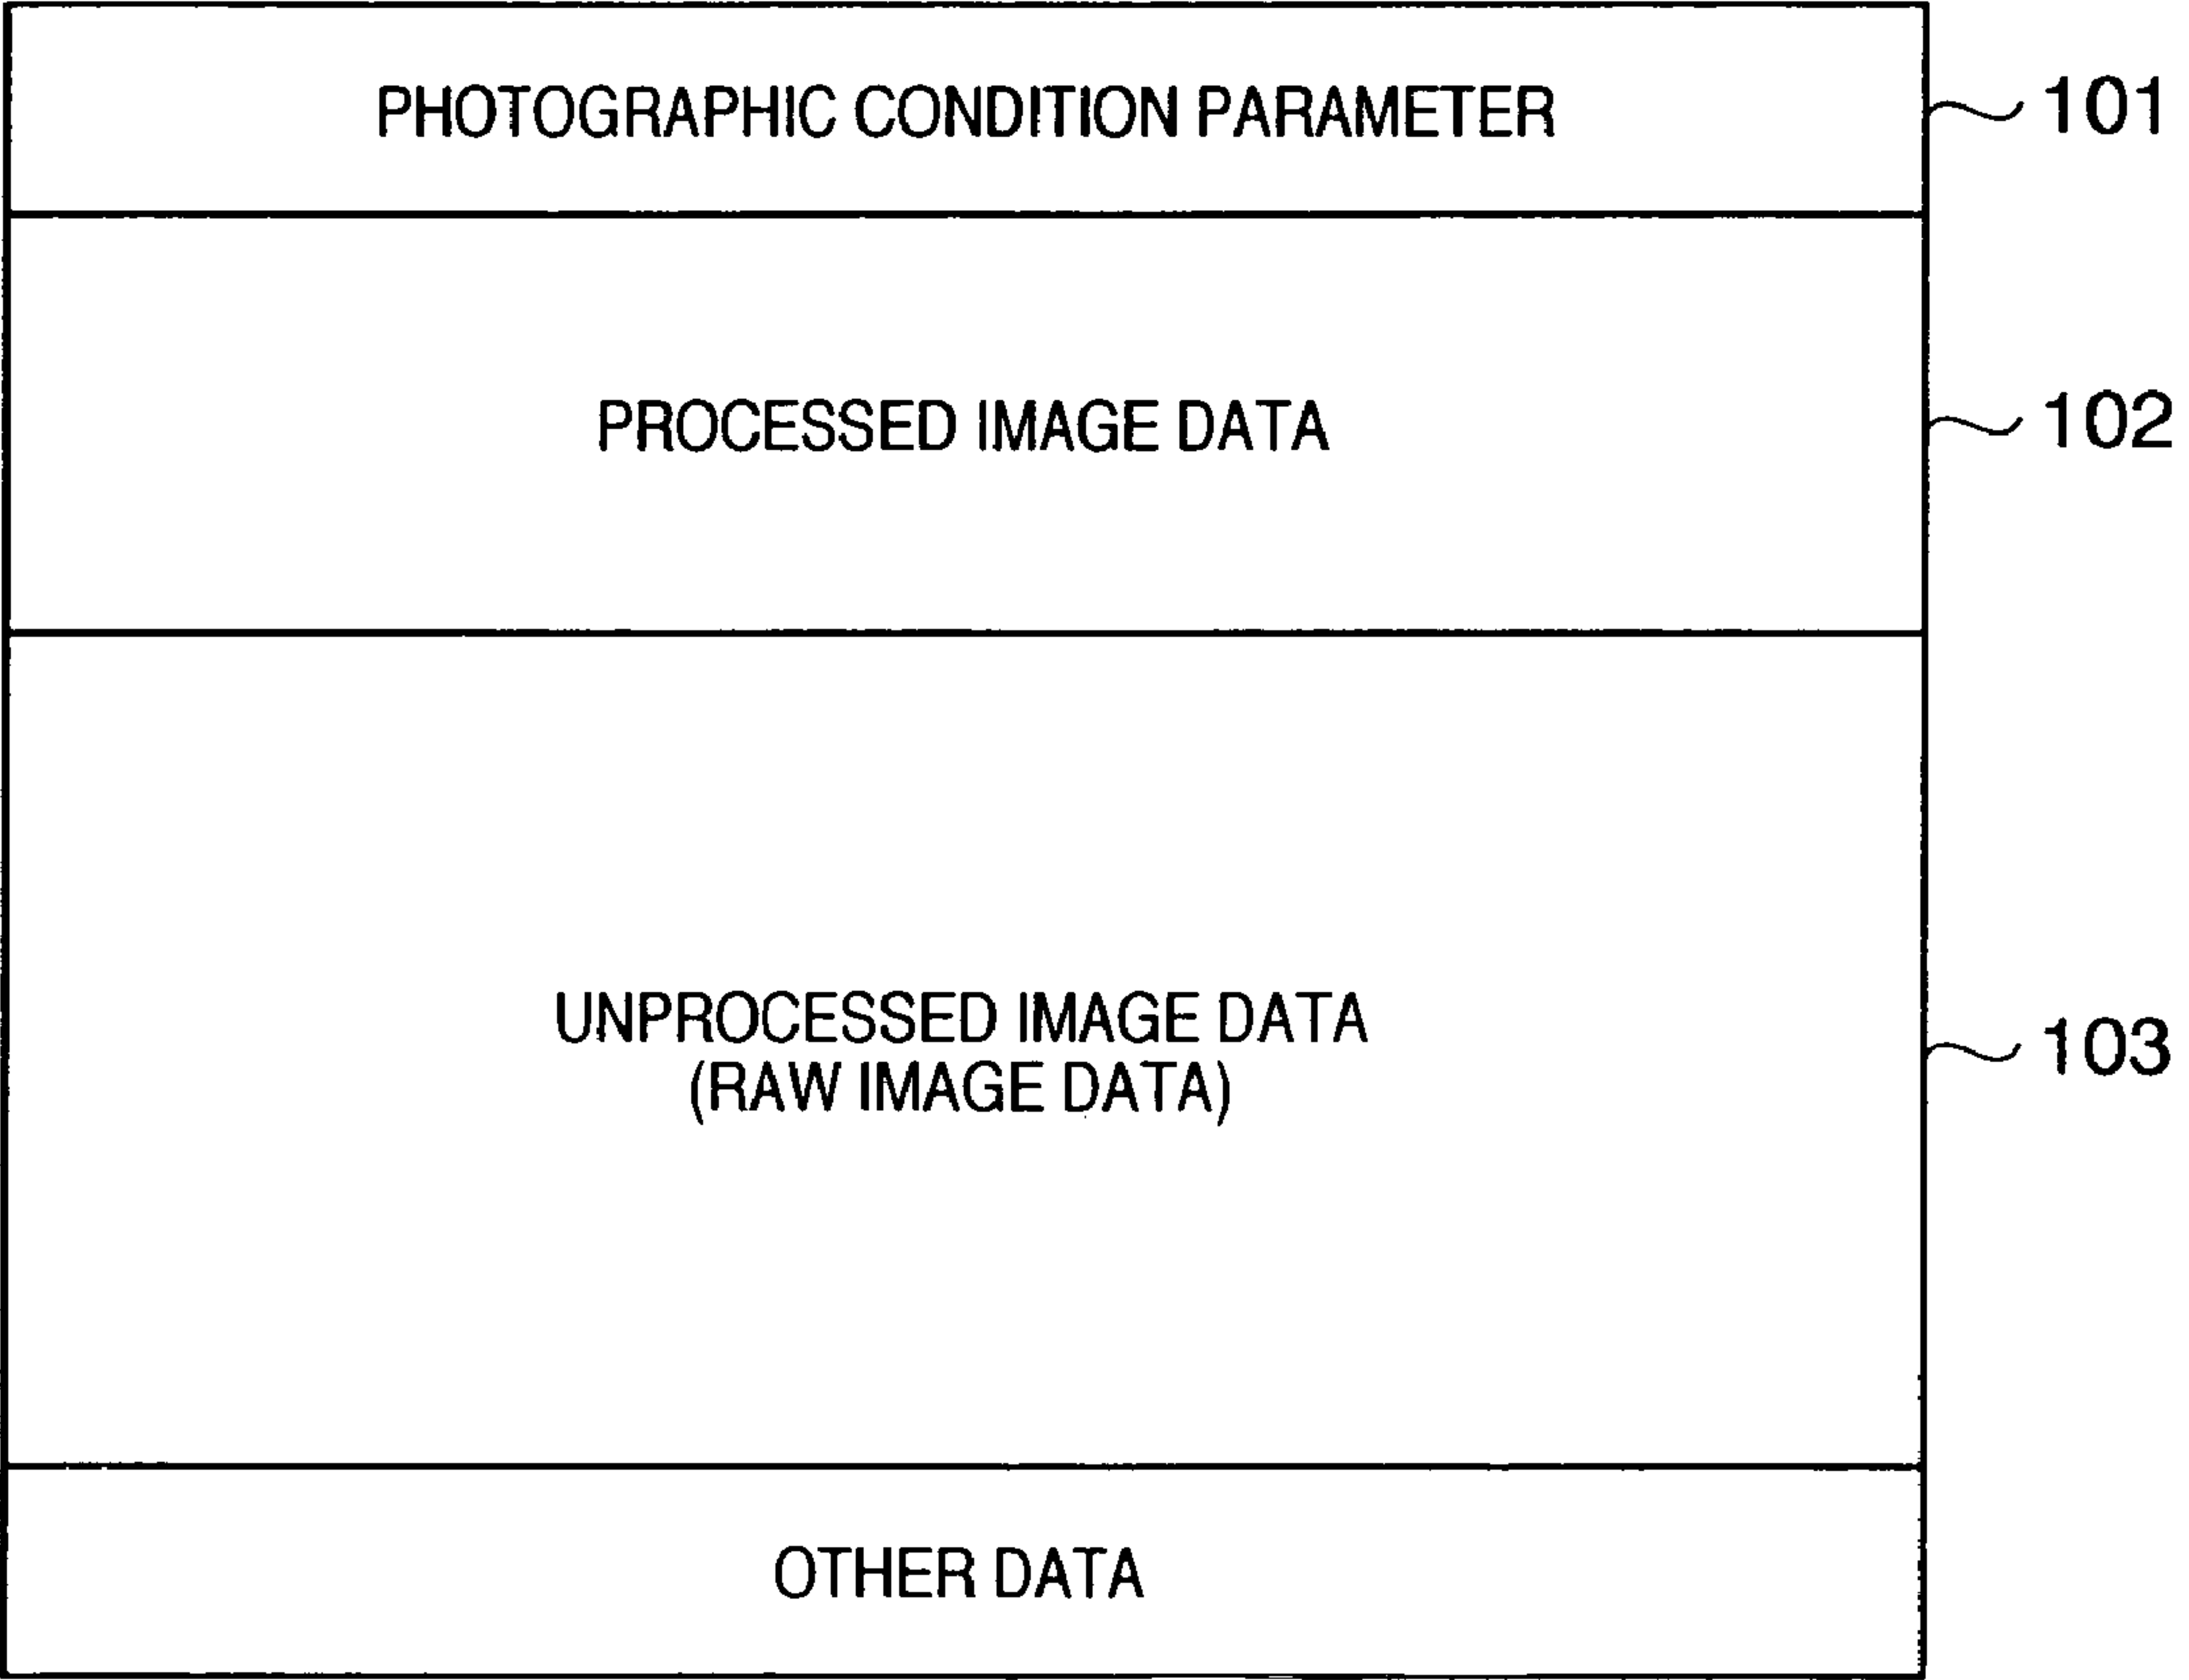 PHOTOGRAPHIC CONDITION PARAMETER
101
PROCESSED IMAGE DATA
102
UNPROCESSED IMAGE DATA
(RAW IMAGE DATA)
103
OTHER DATA